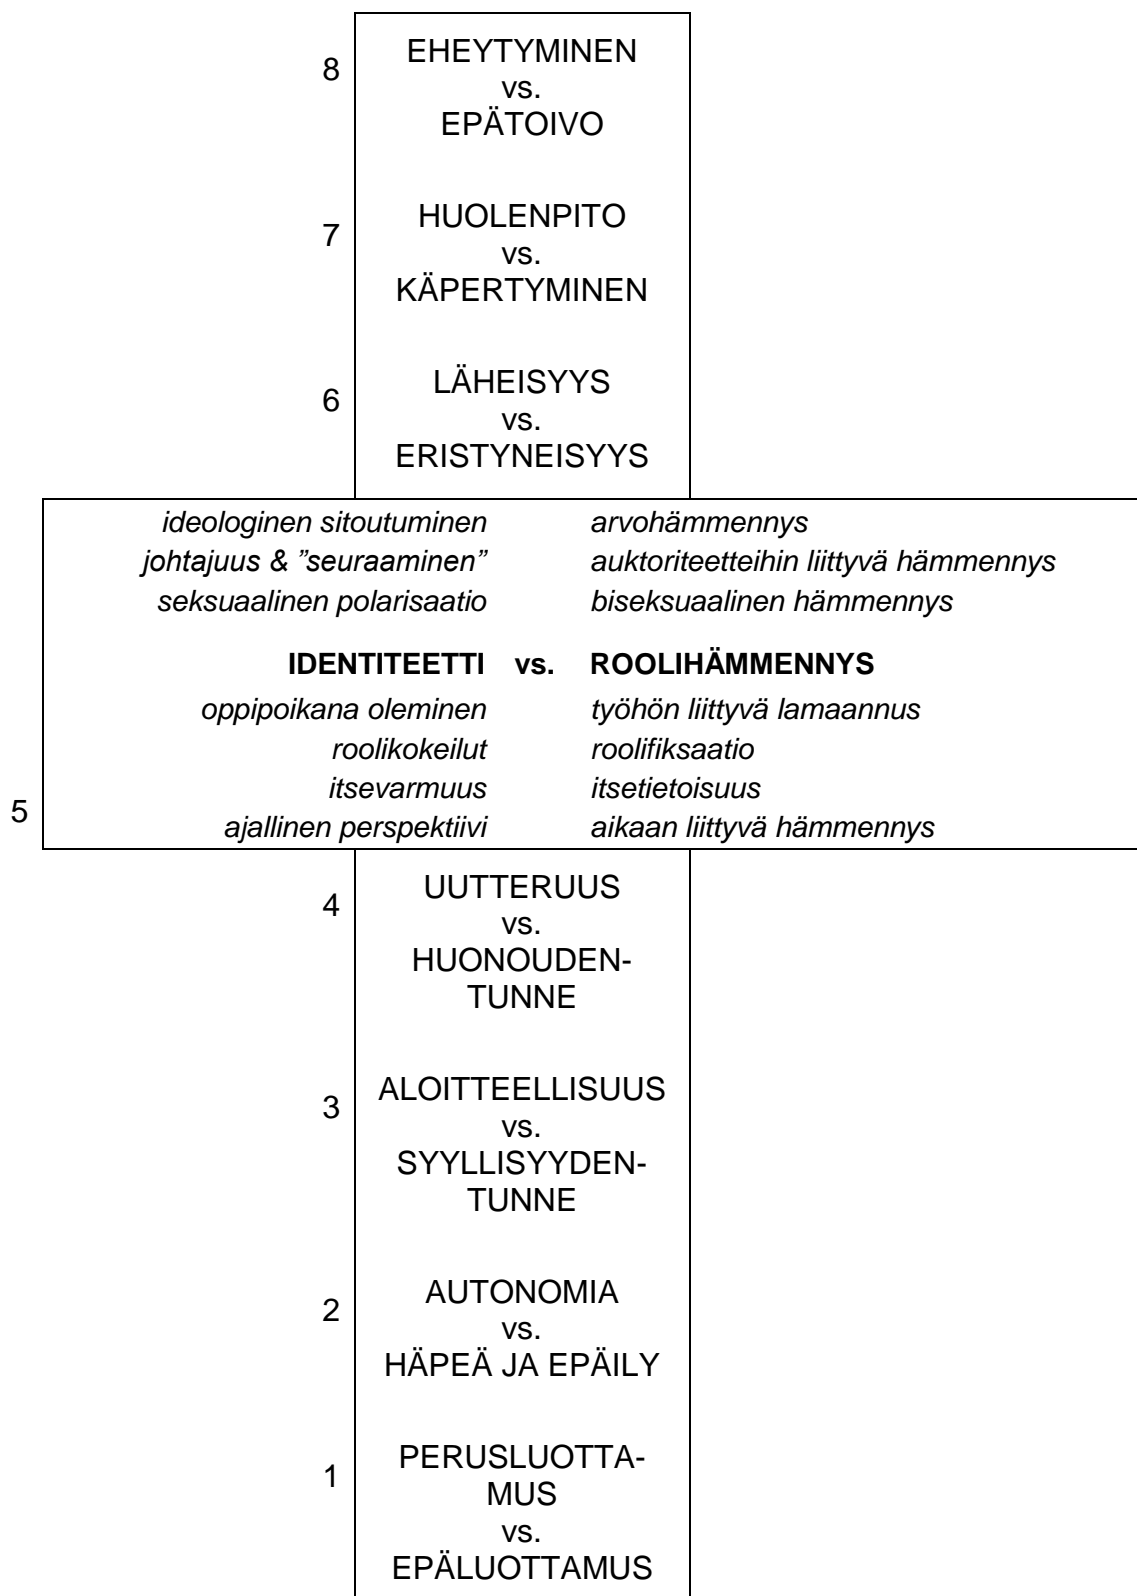 8
EHEYTYMINEN
vs.
EPÄTOIVO
7
HUOLENPITO
vs.
KÄPERTYMINEN
6
LÄHEISYYS
vs.
ERISTYNEISYYS
ideologinen sitoutuminen arvohämmennys
johtajuus & ”seuraaminen” auktoriteetteihin liittyvä hämmennys
seksuaalinen polarisaatio biseksuaalinen hämmennys
IDENTITEETTI vs. ROOLIHÄMMENNYS
oppipoikana oleminen työhön liittyvä lamaannus
roolikokeilut roolifiksaatio
itsevarmuus itsetietoisuus
5
ajallinen perspektiivi aikaan liittyvä hämmennys
4
UUTTERUUS
vs.
HUONOUDEN-
TUNNE
3
ALOITTEELLISUUS
vs.
SYYLLISYYDEN-
TUNNE
2
AUTONOMIA
vs.
HÄPEÄ JA EPÄILY
1
PERUSLUOTTA-
MUS
vs.
EPÄLUOTTAMUS